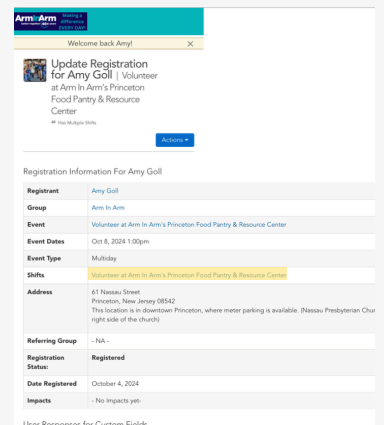 ArmInArm
Making a
difference
EVERY DAY!
Welcome back Amy!
Update
Registration
for Amy Goll | Volunteer
at Arm In Arm's Princeton
Food Pantry & Resource
Center
Has Multiple Shifts
Actions
Registration Information For Amy Goll
Registrant Amy Goll
Group Arm In Arm
Event Volunteer at Arm In Arm's Princeton Food Pantry & Resource Center
Event Dates Oct 8, 2024 1:00pm
Event Type Multiday
Shifts Volunteer at Arm In Arm's Princeton Food Pantry & Resource Center
Address 61 Nassau Street
Princeton, New Jersey 08542
This location is in downtown Princeton, where meter parking is available. (Nassau Presbyterian Chur
right side of the church)
Referring Group - NA -
Registration
Status: Registered
Date Registered October 4, 2024
Impacts - No Impacts yet-
User Responses for Custom Fields